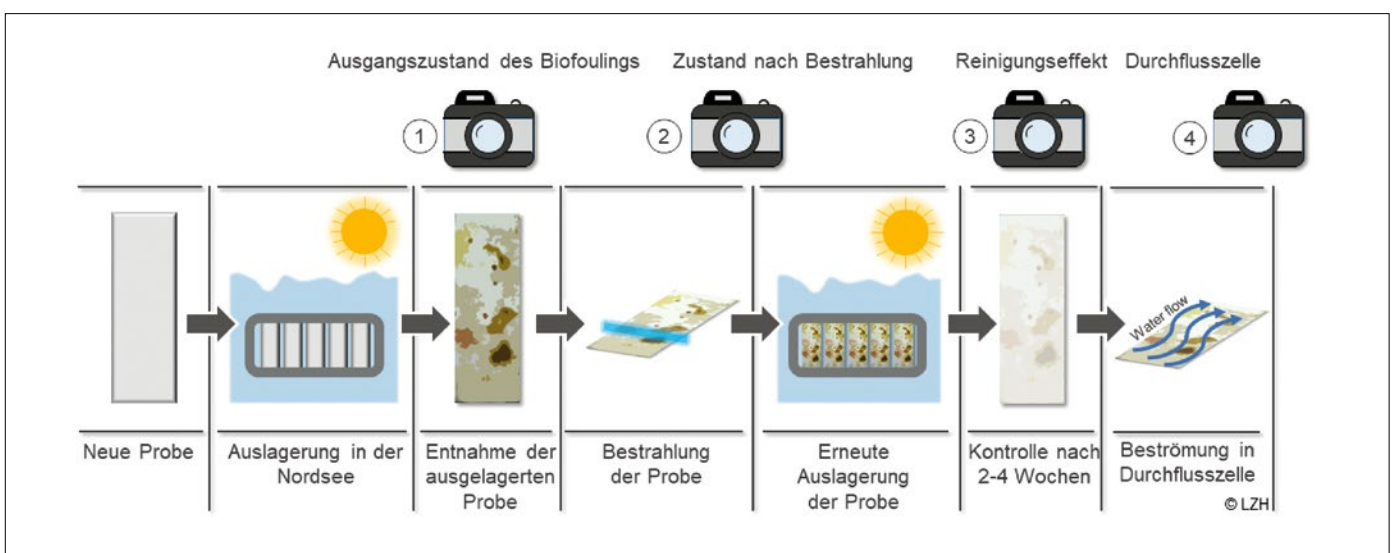 Ausgangszustand des Biofoulings
Zustand nach Bestrahlung
Reinigungseffekt
Durchflusszelle
1
2
3
4
Water flow
Neue Probe
Auslagerung in der
Nordsee
Entnahme der
ausgelagerten
Probe
Bestrahlung
der Probe
Erneute
Auslagerung
der Probe
Kontrolle nach
2-4 Wochen
Beströmung in
Durchflusszelle
© LZH